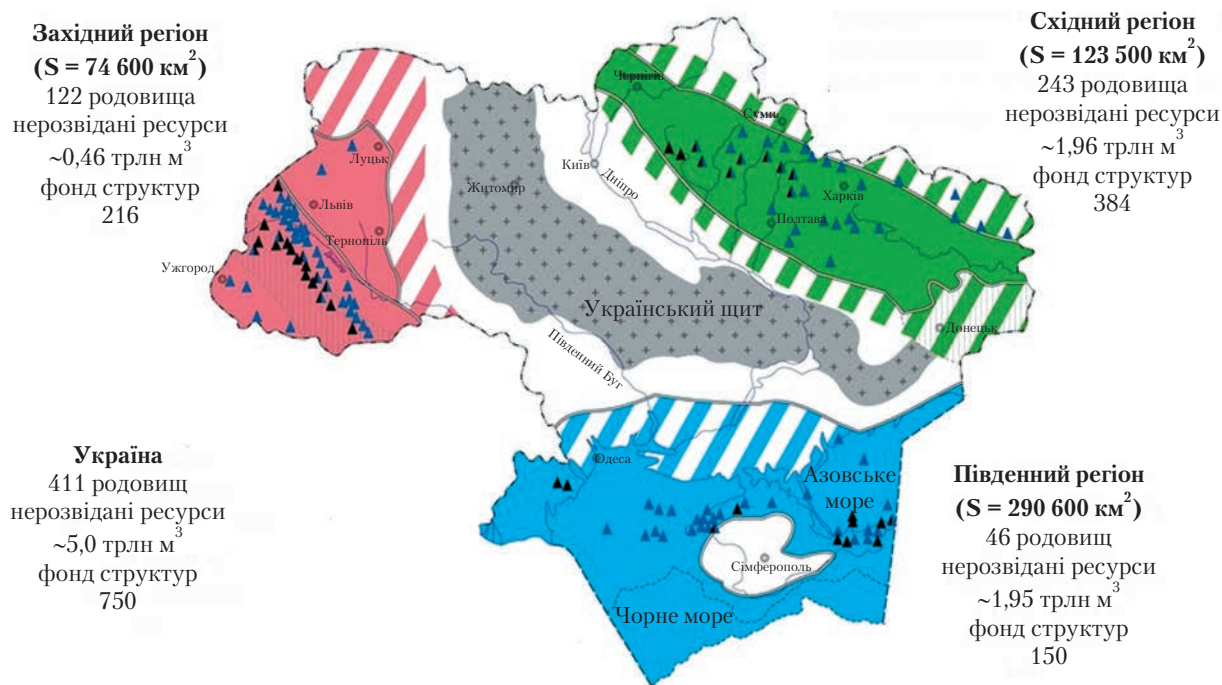 Західний регіон
(S = 74 600 км²)
122 родовища
нерозвідані ресурси
~0,46 трлн м³
фонд структур
216
Східний регіон
(S = 123 500 км²)
243 родовища
нерозвідані ресурси
~1,96 трлн м³
фонд структур
384
Чернігів
Суми
Луцьк
Київ
Дніпро
Житомир
Харків
Львів
Полтава
Тернопіль
Ужгород
Український щит
Донецьк
Південний Буг
Україна
411 родовищ
нерозвідані ресурси
~5,0 трлн м³
фонд структур
750
Одеса
Азовське
море
Сімферополь
Чорне море
Південний регіон
(S = 290 600 км²)
46 родовищ
нерозвідані ресурси
~1,95 трлн м³
фонд структур
150